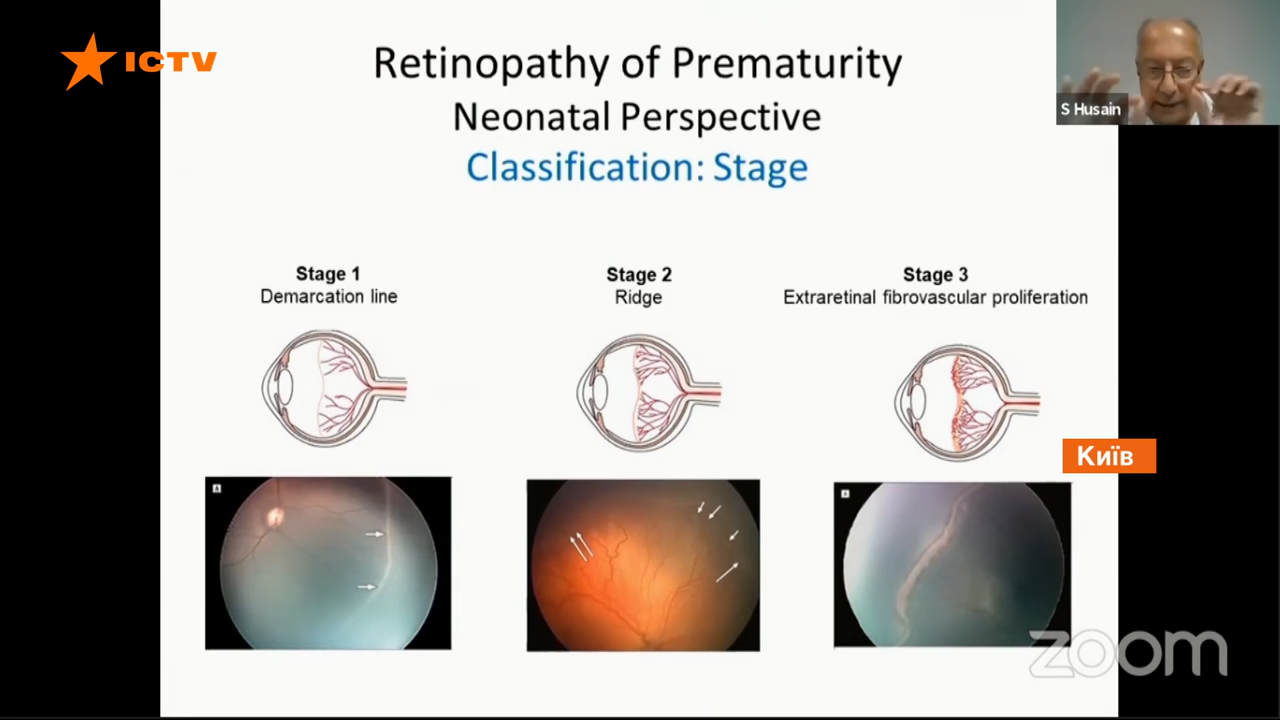 ICTV
Retinopathy of Prematurity
Neonatal Perspective
Classification: Stage
S Husain
Stage 1
Demarcation line
Stage 2
Ridge
Stage 3
Extraretinal fibrovascular proliferation
Київ
A
zoom